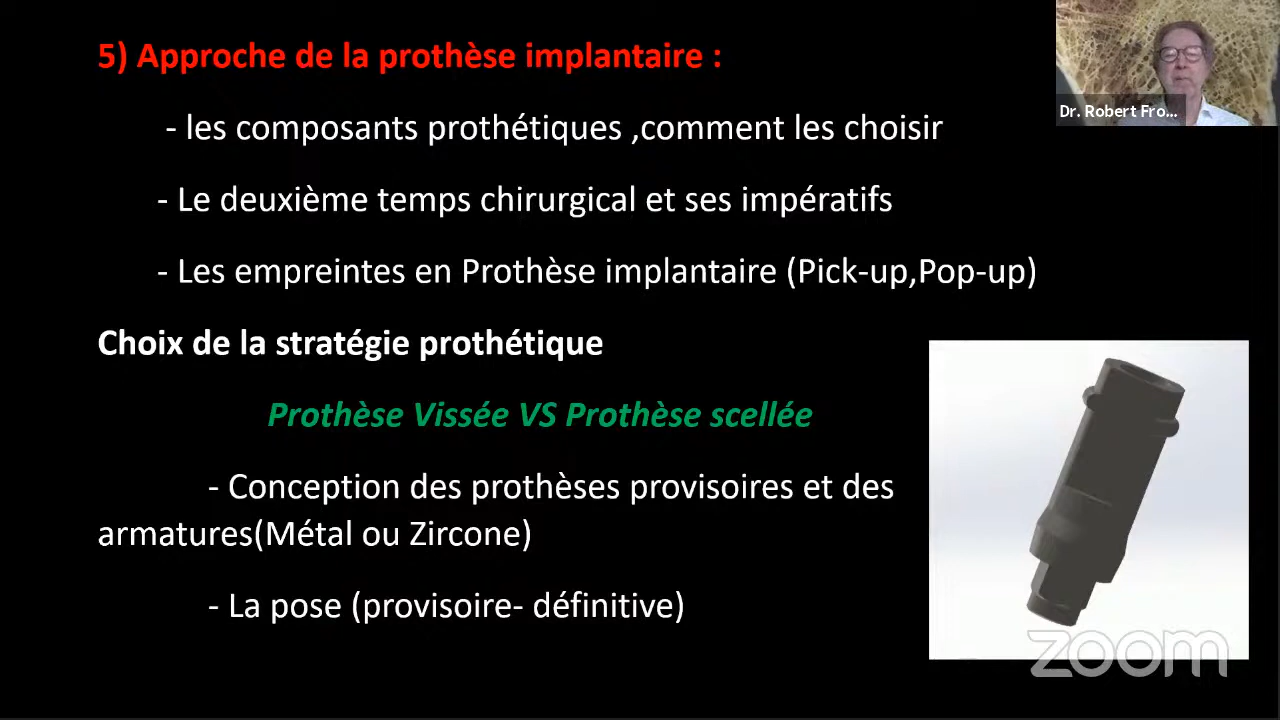 5) Approche de la prothèse implantaire :
- les composants prothétiques ,comment les choisir
- Le deuxième temps chirurgical et ses impératifs
- Les empreintes en Prothèse implantaire (Pick-up,Pop-up)
Choix de la stratégie prothétique
Prothèse Vissée VS Prothèse scellée
- Conception des prothèses provisoires et des
armatures(Métal ou Zircone)
- La pose (provisoire- définitive)
Dr. Robert Fro...
zoom